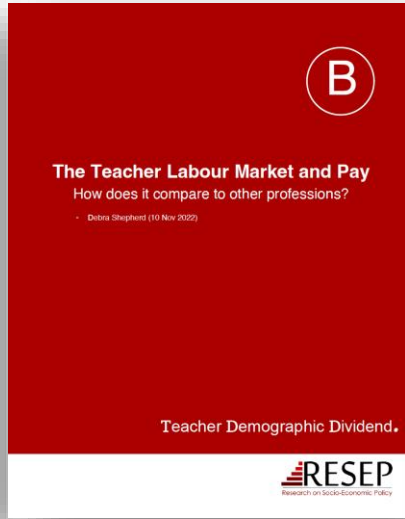 B
The Teacher Labour Market and Pay
How does it compare to other professions?
- Debra Shepherd (10 Nov 2022)
Teacher Demographic Dividend.
RESEP
Research on Socio-Economic Policy